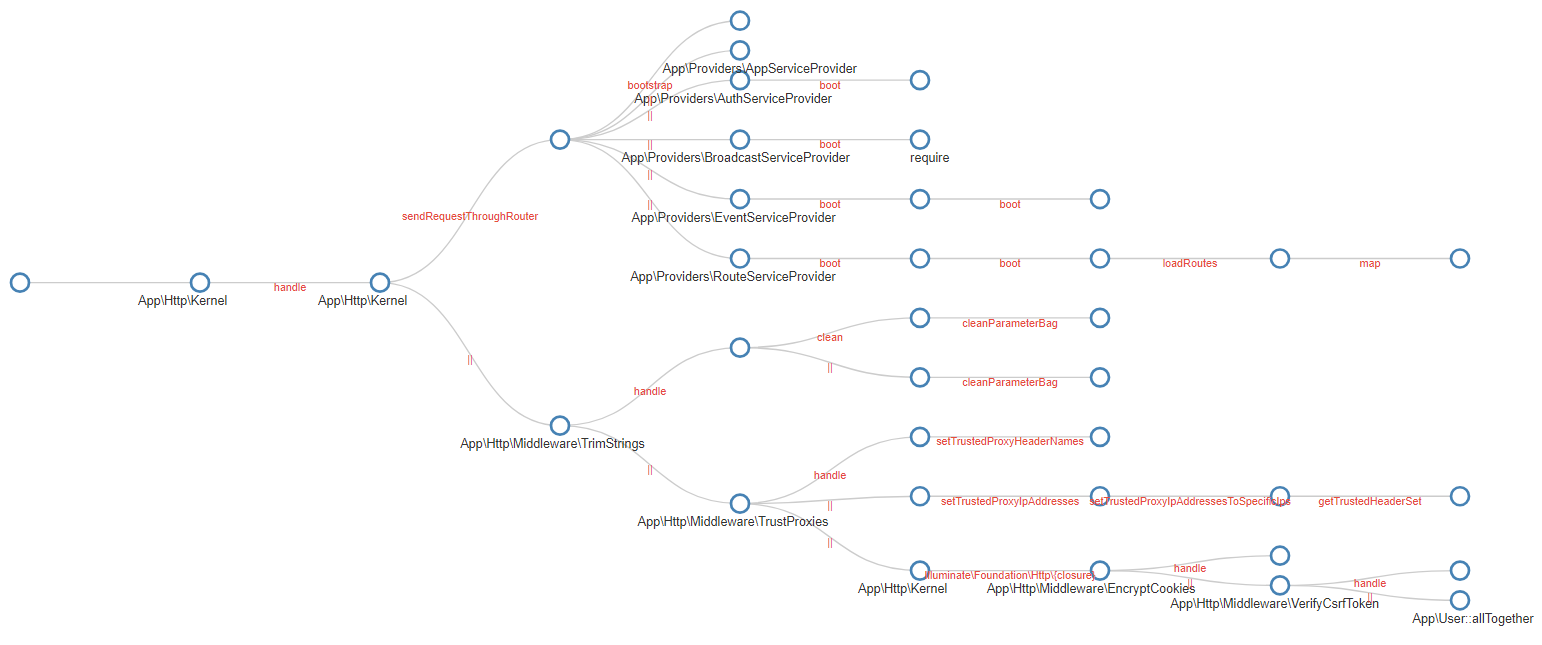 App\Providers\AppServiceProvider
bootstrap
boot
App\Providers\AuthServiceProvider
||
||
boot
App\Providers\BroadcastServiceProvider
require
||
||
boot
boot
App\Providers\EventServiceProvider
sendRequestThroughRouter
boot
boot
loadRoutes
map
App\Providers\RouteServiceProvider
handle
App\Http\Kernel
App\Http\Kernel
cleanParameterBag
clean
||
||
cleanParameterBag
handle
setTrustedProxyHeaderNames
App\Http\Middleware\TrimStrings
||
handle
setTrustedProxyIpAddresses
setTrustedProxyIpAddressesToSpecificIps
getTrustedHeaderSet
||
App\Http\Middleware\TrustProxies
||
handle
Illuminate\Foundation\Http\{closure}
||
handle
App\Http\Kernel
App\Http\Middleware\EncryptCookies
||
App\Http\Middleware\VerifyCsrfToken
App\User::allTogether